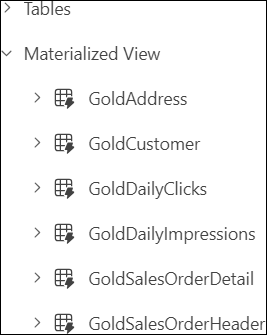 Tables
Materialized View
GoldAddress
GoldCustomer
GoldDailyClicks
GoldDailyImpressions
GoldSalesOrderDetail
GoldSalesOrderHeader